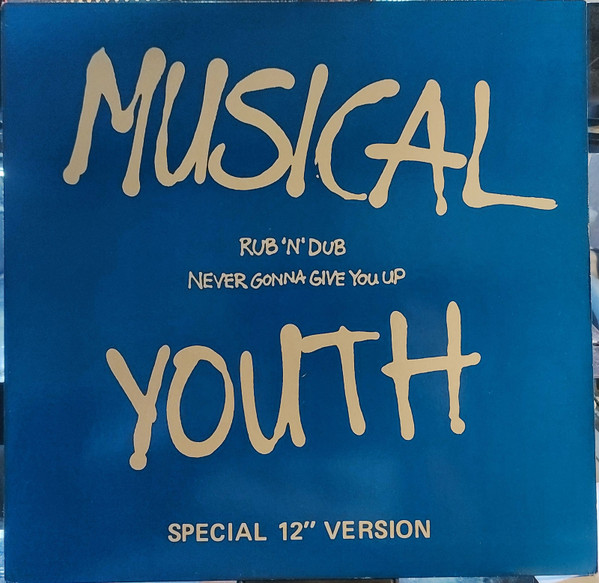 MUSICAL
RUB 'N' DUB
NEVER GONNA GIVE YOU UP
YOUTH
SPECIAL 12" VERSION